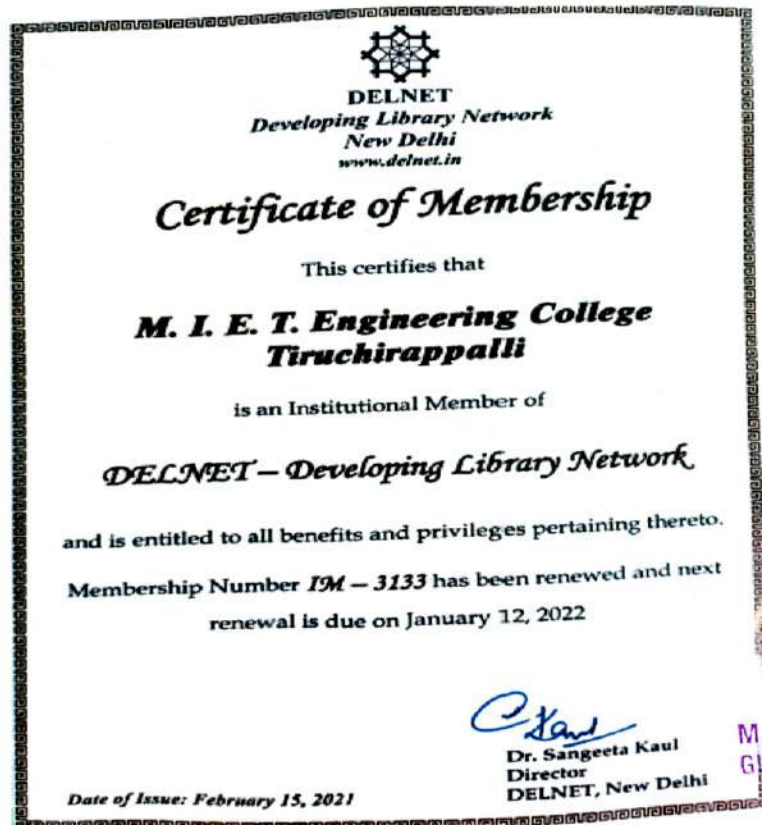 DELNET
Developing Library Network
New Delhi
www.delnet.in
Certificate of Membership
This certifies that
M. I. E. T. Engineering College
Tiruchirappalli
is an Institutional Member of
DELNET – Developing Library Network
and is entitled to all benefits and privileges pertaining thereto.
Membership Number IM – 3133 has been renewed and next
renewal is due on January 12, 2022
Dr. Sangeeta Kaul
Director
DELNET, New Delhi
Date of Issue: February 15, 2021